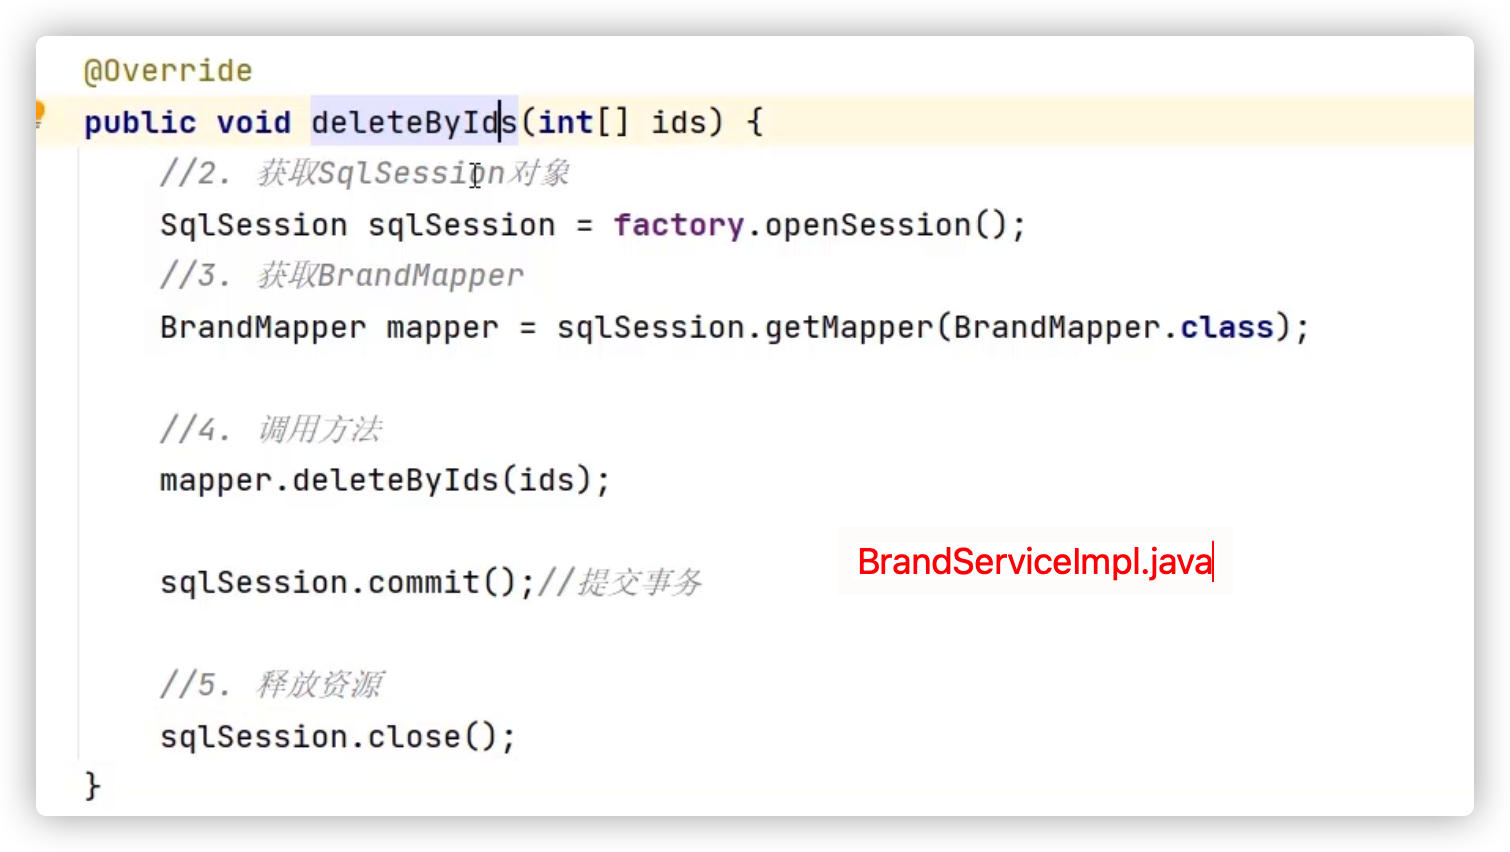 @Override
public void deleteByIds(int[] ids) {
//2. 获取SqlSession对象
SqlSession sqlSession = factory.openSession();
//3. 获取BrandMapper
BrandMapper mapper = sqlSession.getMapper(BrandMapper.class);
//4. 调用方法
mapper.deleteByIds(ids);
BrandServiceImpl.java
sqlSession.commit();//提交事务
//5. 释放资源
sqlSession.close();
}